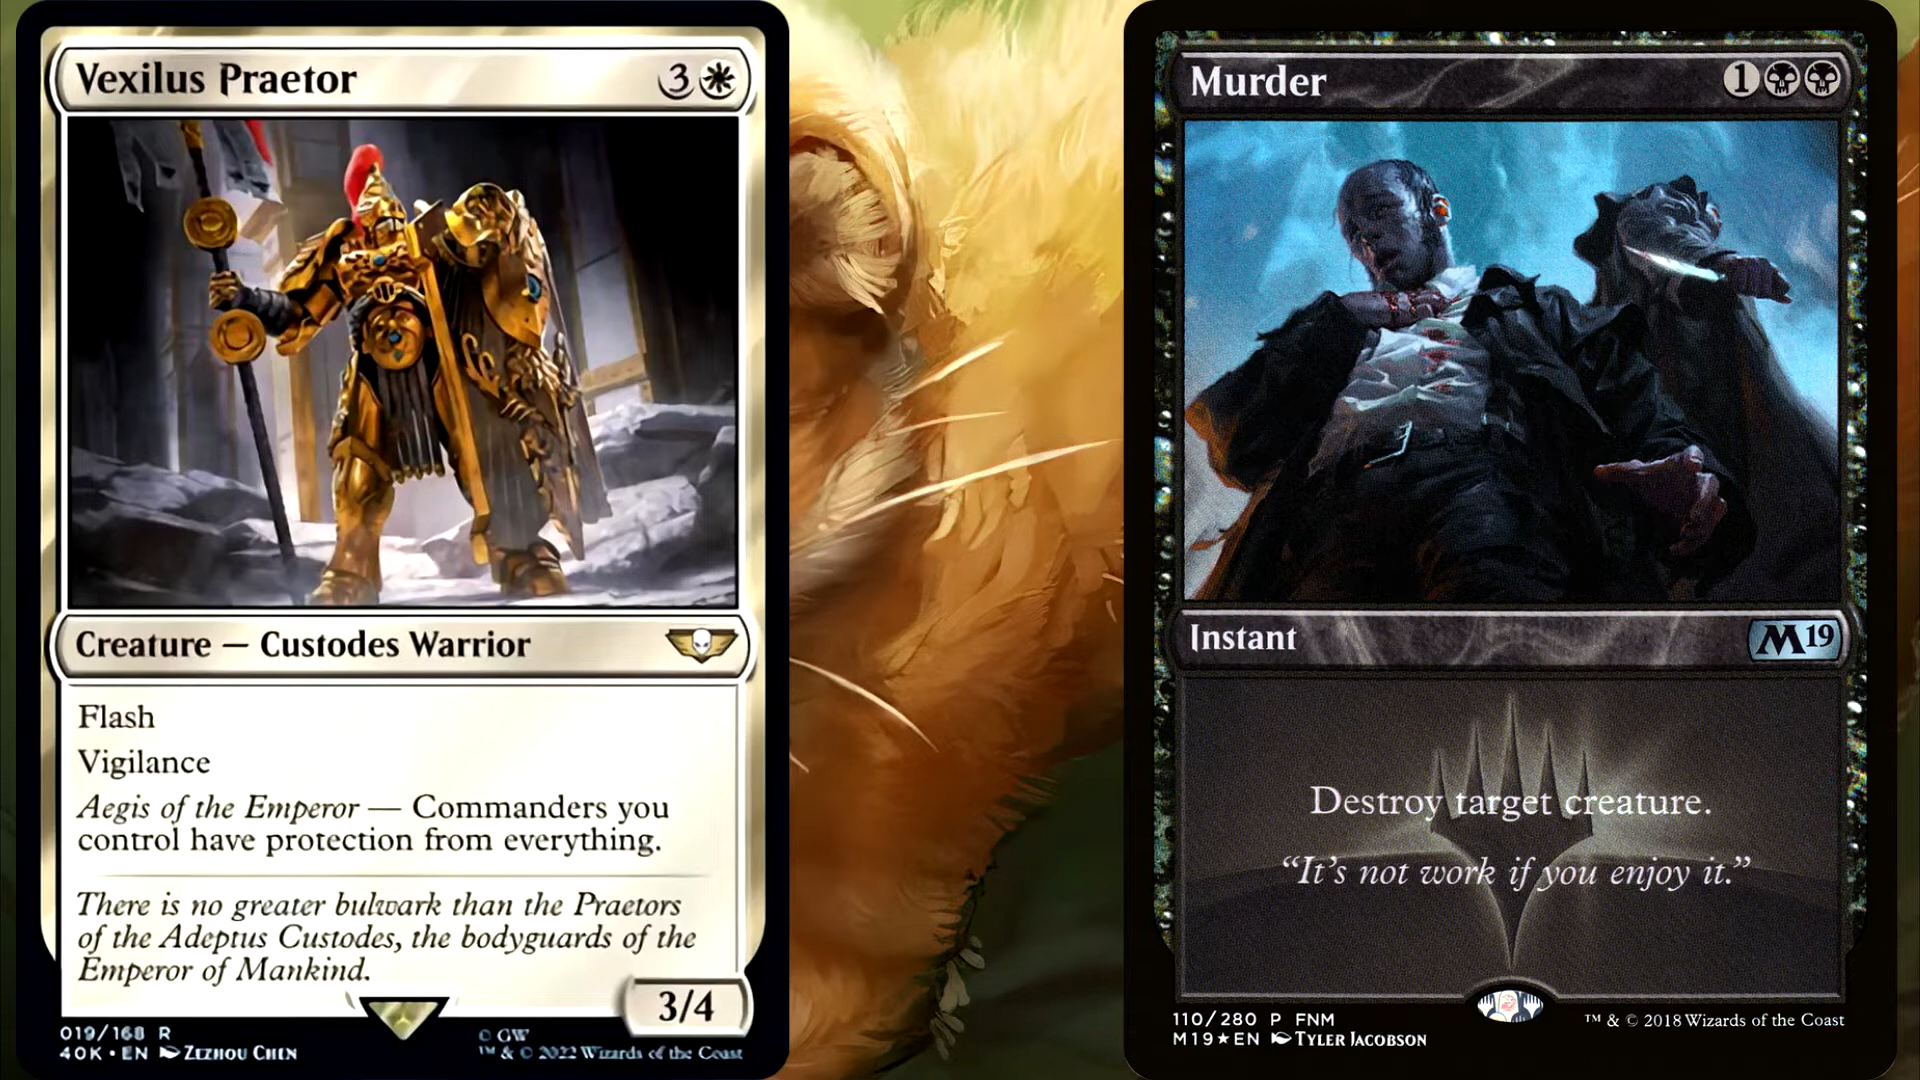 Vexilus Praetor 3
Creature — Custodes Warrior
Flash
Vigilance
Aegis of the Emperor — Commanders you
control have protection from everything.
There is no greater bulwark than the Praetors
of the Adeptus Custodes, the bodyguards of the
Emperor of Mankind.
3/4
019/168 R
40K • EN Zezhou Chen
© GW
™ & © 2022 Wizards of the Coast
Murder 1
Instant M19
Destroy target creature.
“It’s not work if you enjoy it.”
110/280 P FNM
M19★EN Tyler Jacobson
™ & © 2018 Wizards of the Coast